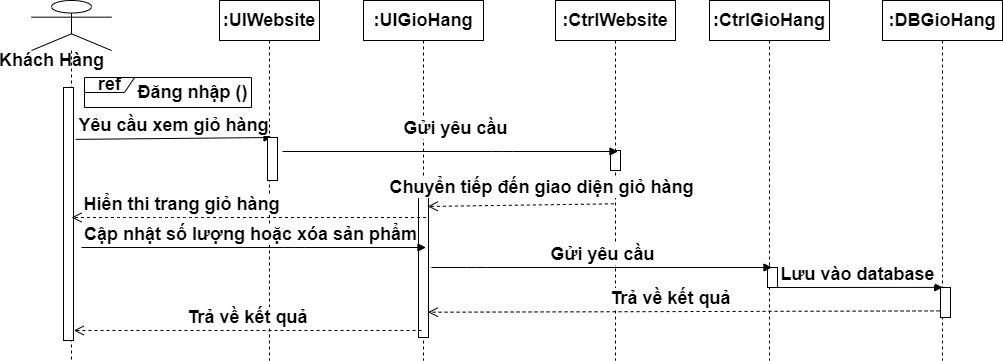 :UIWebsite
:UIGioHang
:CtrlWebsite
:CtrlGioHang
:DBGioHang
Khách Hàng
ref
Đăng nhập ()
Yêu cầu xem giỏ hàng
Gửi yêu cầu
Chuyển tiếp đến giao diện giỏ hàng
Hiển thi trang giỏ hàng
Cập nhật số lượng hoặc xóa sản phẩm
Gửi yêu cầu
Lưu vào database
Trả về kết quả
Trả về kết quả